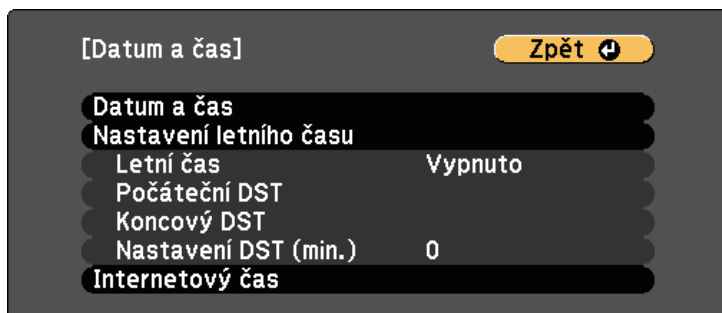 [Datum a čas] Zpět
Datum a čas
Nastavení letního času
Letní čas Vypnuto
Počáteční DST
Koncový DST
Nastavení DST (min.) 0
Internetový čas